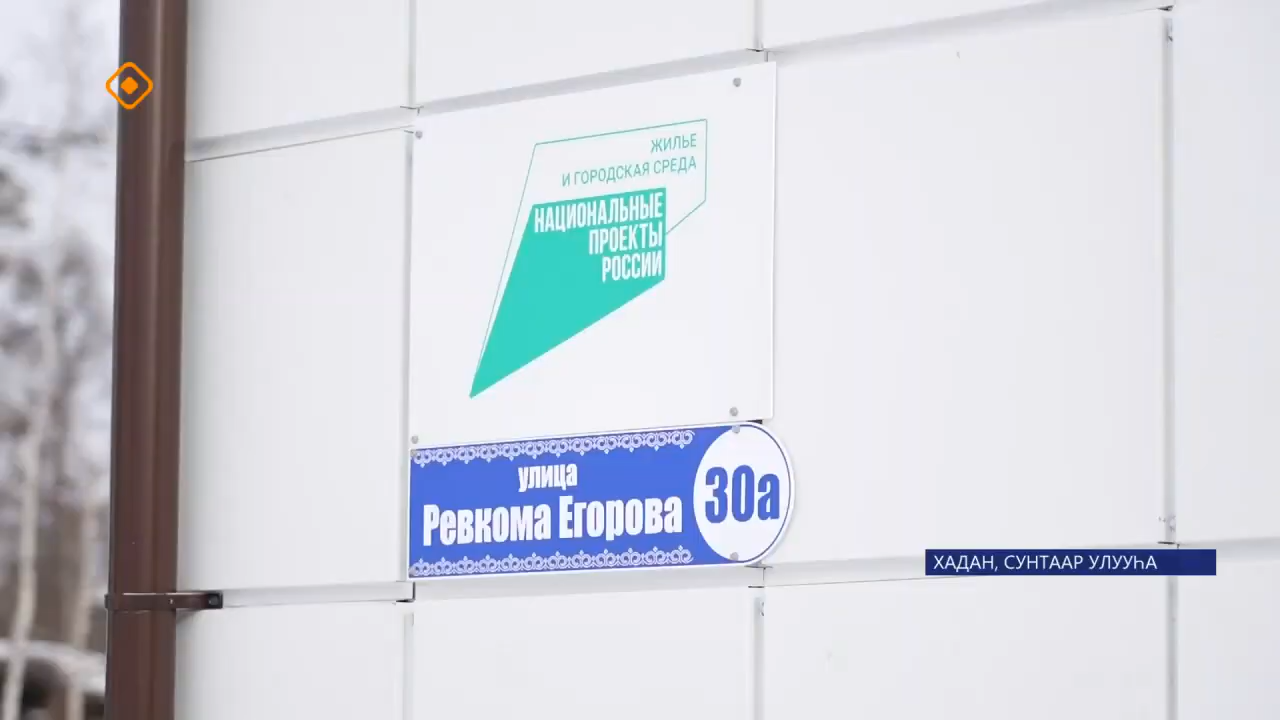 ЖИЛЬЕ
И ГОРОДСКАЯ СРЕДА
НАЦИОНАЛЬНЫЕ
ПРОЕКТЫ
РОССИИ
улица
Ревкома Егорова
30а
ХАДАН, СУНТААР УЛУУҺА